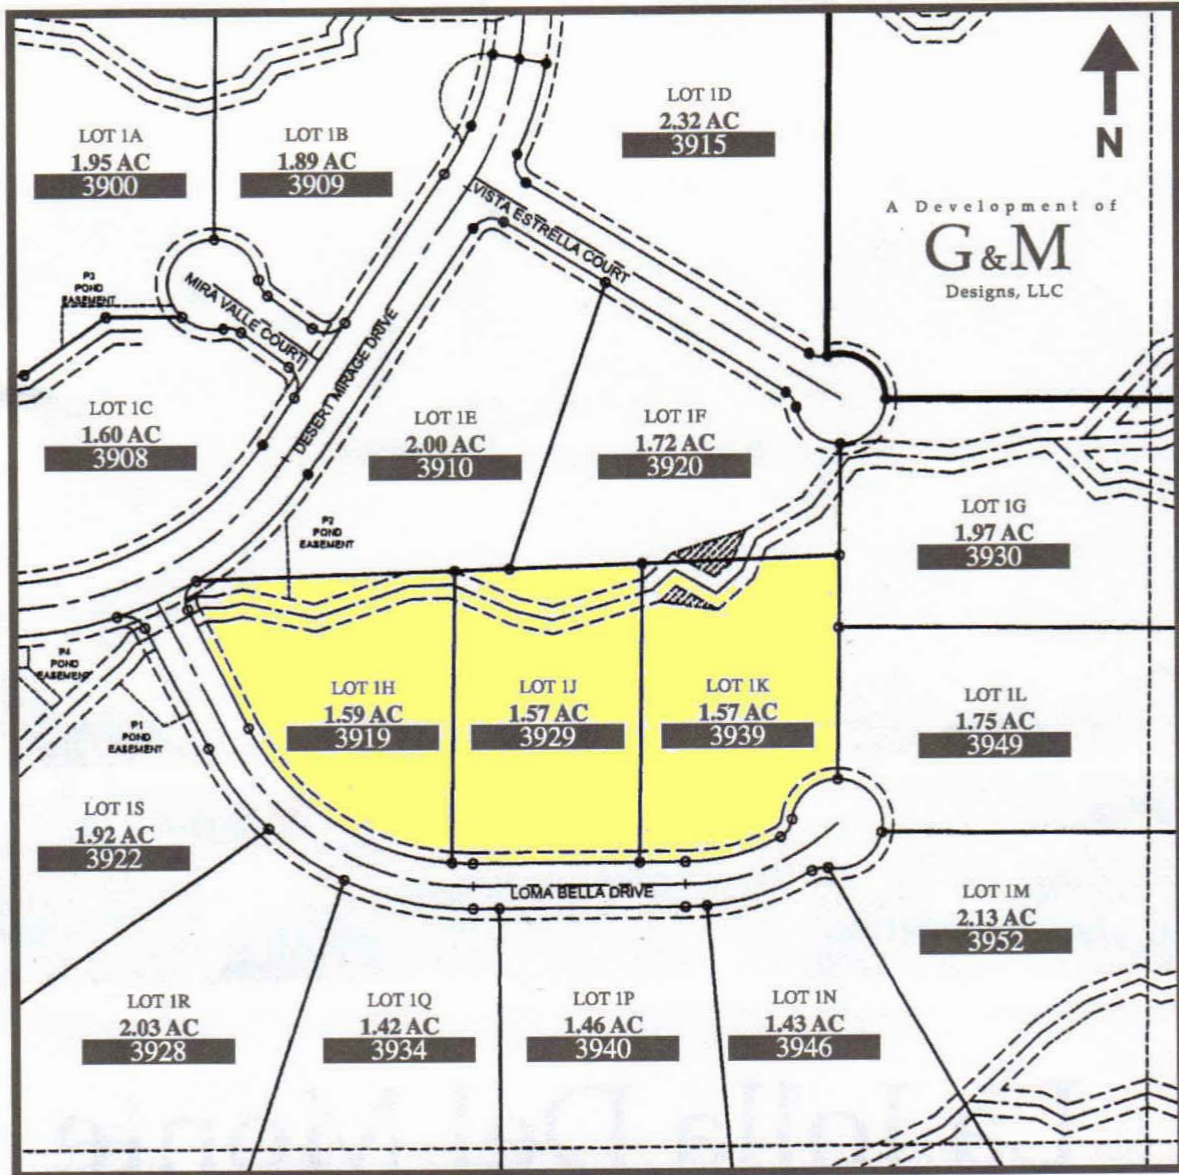 LOT 1A
1.95 AC
3900
LOT 1B
1.89 AC
3909
LOT 1D
2.32 AC
3915
N
A Development of
G&M
Designs, LLC
VISTA ESTRELLA COURT
P3
POND
EASEMENT
MIRA VALLE COURT
DESERT MIRAGE DRIVE
LOT 1C
1.60 AC
3908
LOT 1E
2.00 AC
3910
LOT 1F
1.72 AC
3920
P2
POND
EASEMENT
LOT 1G
1.97 AC
3930
P4
POND
EASEMENT
P1
POND
EASEMENT
LOT 1H
1.59 AC
3919
LOT 1J
1.57 AC
3929
LOT 1K
1.57 AC
3939
LOT 1L
1.75 AC
3949
LOT 1S
1.92 AC
3922
LOMA BELLA DRIVE
LOT 1M
2.13 AC
3952
LOT 1R
2.03 AC
3928
LOT 1Q
1.42 AC
3934
LOT 1P
1.46 AC
3940
LOT 1N
1.43 AC
3946